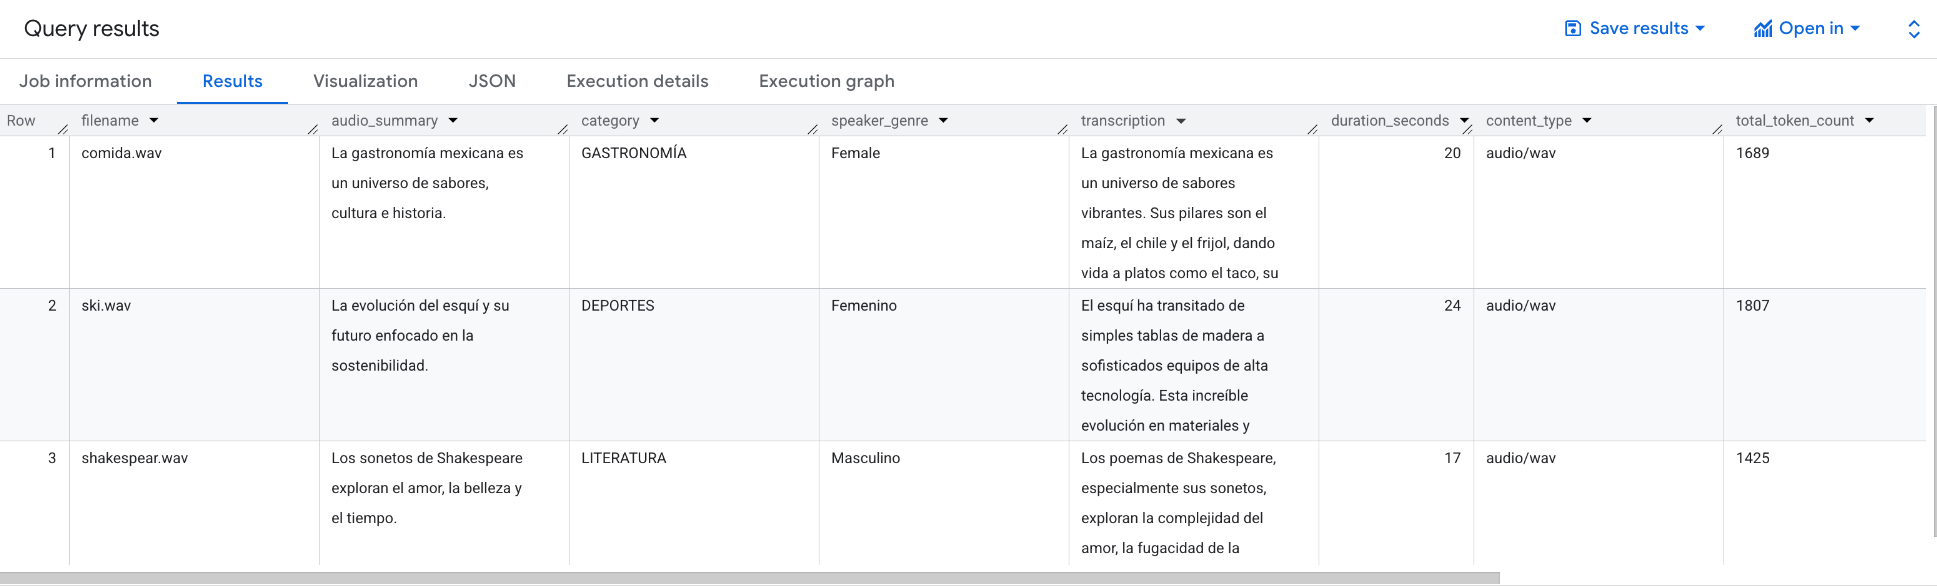 Query results
Save results
Open in
Job information Results Visualization JSON Execution details Execution graph
Row filename audio_summary category speaker_genre transcription duration_seconds content_type total_token_count
1 comida.wav La gastronomía mexicana es GASTRONOMÍA Female La gastronomía mexicana es 20 audio/wav 1689
un universo de sabores, un universo de sabores
cultura e historia. vibrantes. Sus pilares son el
maíz, el chile y el frijol, dando
vida a platos como el taco, su
2 ski.wav La evolución del esquí y su DEPORTES Femenino El esquí ha transitado de 24 audio/wav 1807
futuro enfocado en la simples tablas de madera a
sostenibilidad. sofisticados equipos de alta
tecnología. Esta increíble
evolución en materiales y
3 shakespear.wav Los sonetos de Shakespeare LITERATURA Masculino Los poemas de Shakespeare, 17 audio/wav 1425
exploran el amor, la belleza y especialmente sus sonetos,
el tiempo. exploran la complejidad del
amor, la fugacidad de la